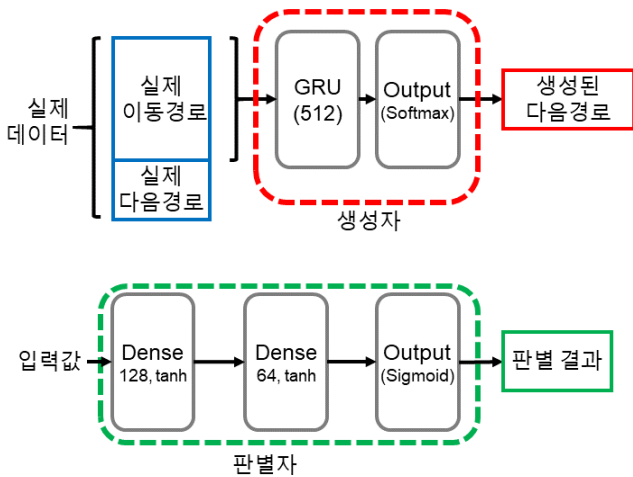 실제
데이터
실제
이동경로
실제
다음경로
GRU
(512)
Output
(Softmax)
생성된
다음경로
생성자
입력값
Dense
128, tanh
Dense
64, tanh
Output
(Sigmoid)
판별 결과
판별자